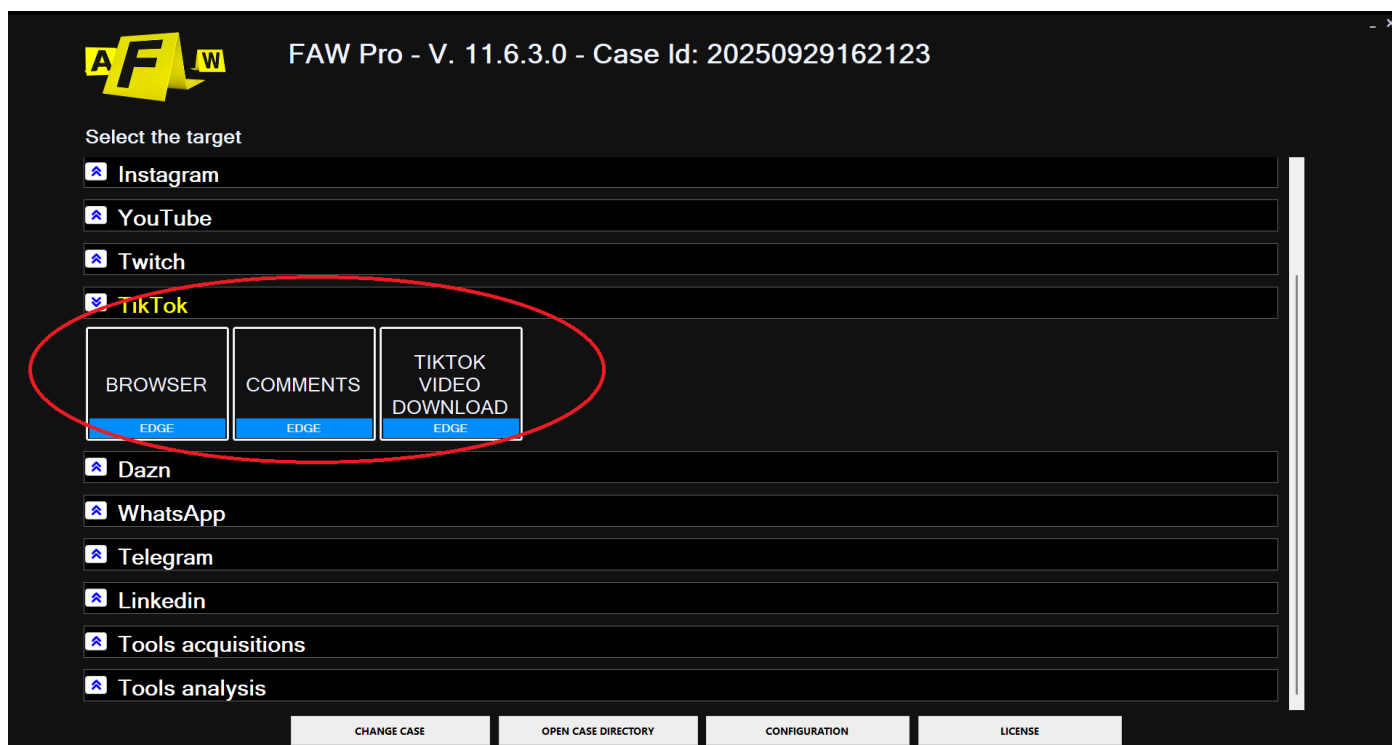 A F W
FAW Pro - V. 11.6.3.0 - Case Id: 20250929162123
Select the target
Instagram
YouTube
Twitch
TikTok
BROWSER
EDGE
COMMENTS
EDGE
TIKTOK
VIDEO
DOWNLOAD
EDGE
Dazn
WhatsApp
Telegram
Linkedin
Tools acquisitions
Tools analysis
CHANGE CASE
OPEN CASE DIRECTORY
CONFIGURATION
LICENSE